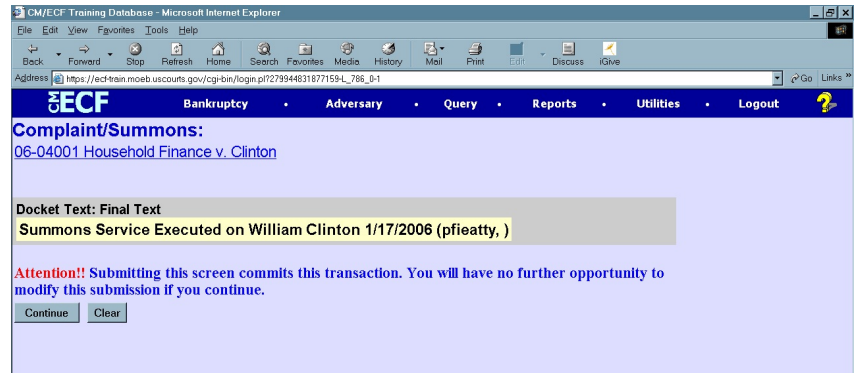 CM/ECF Training Database - Microsoft Internet Explorer
File Edit View Favorites Tools Help
Back Forward Stop Refresh Home Search Favorites Media History Mail Print Edit Discuss iGive
Address https://ecf-train.moeb.uscourts.gov/cgi-bin/login.pl?279944831877159-L_786_0-1 Go Links »
CM ECF Bankruptcy • Adversary • Query • Reports • Utilities • Logout ?
Complaint/Summons:
06-04001 Household Finance v. Clinton
Docket Text: Final Text
Summons Service Executed on William Clinton 1/17/2006 (pfieatty, )
Attention!! Submitting this screen commits this transaction. You will have no further opportunity to
modify this submission if you continue.
Continue Clear